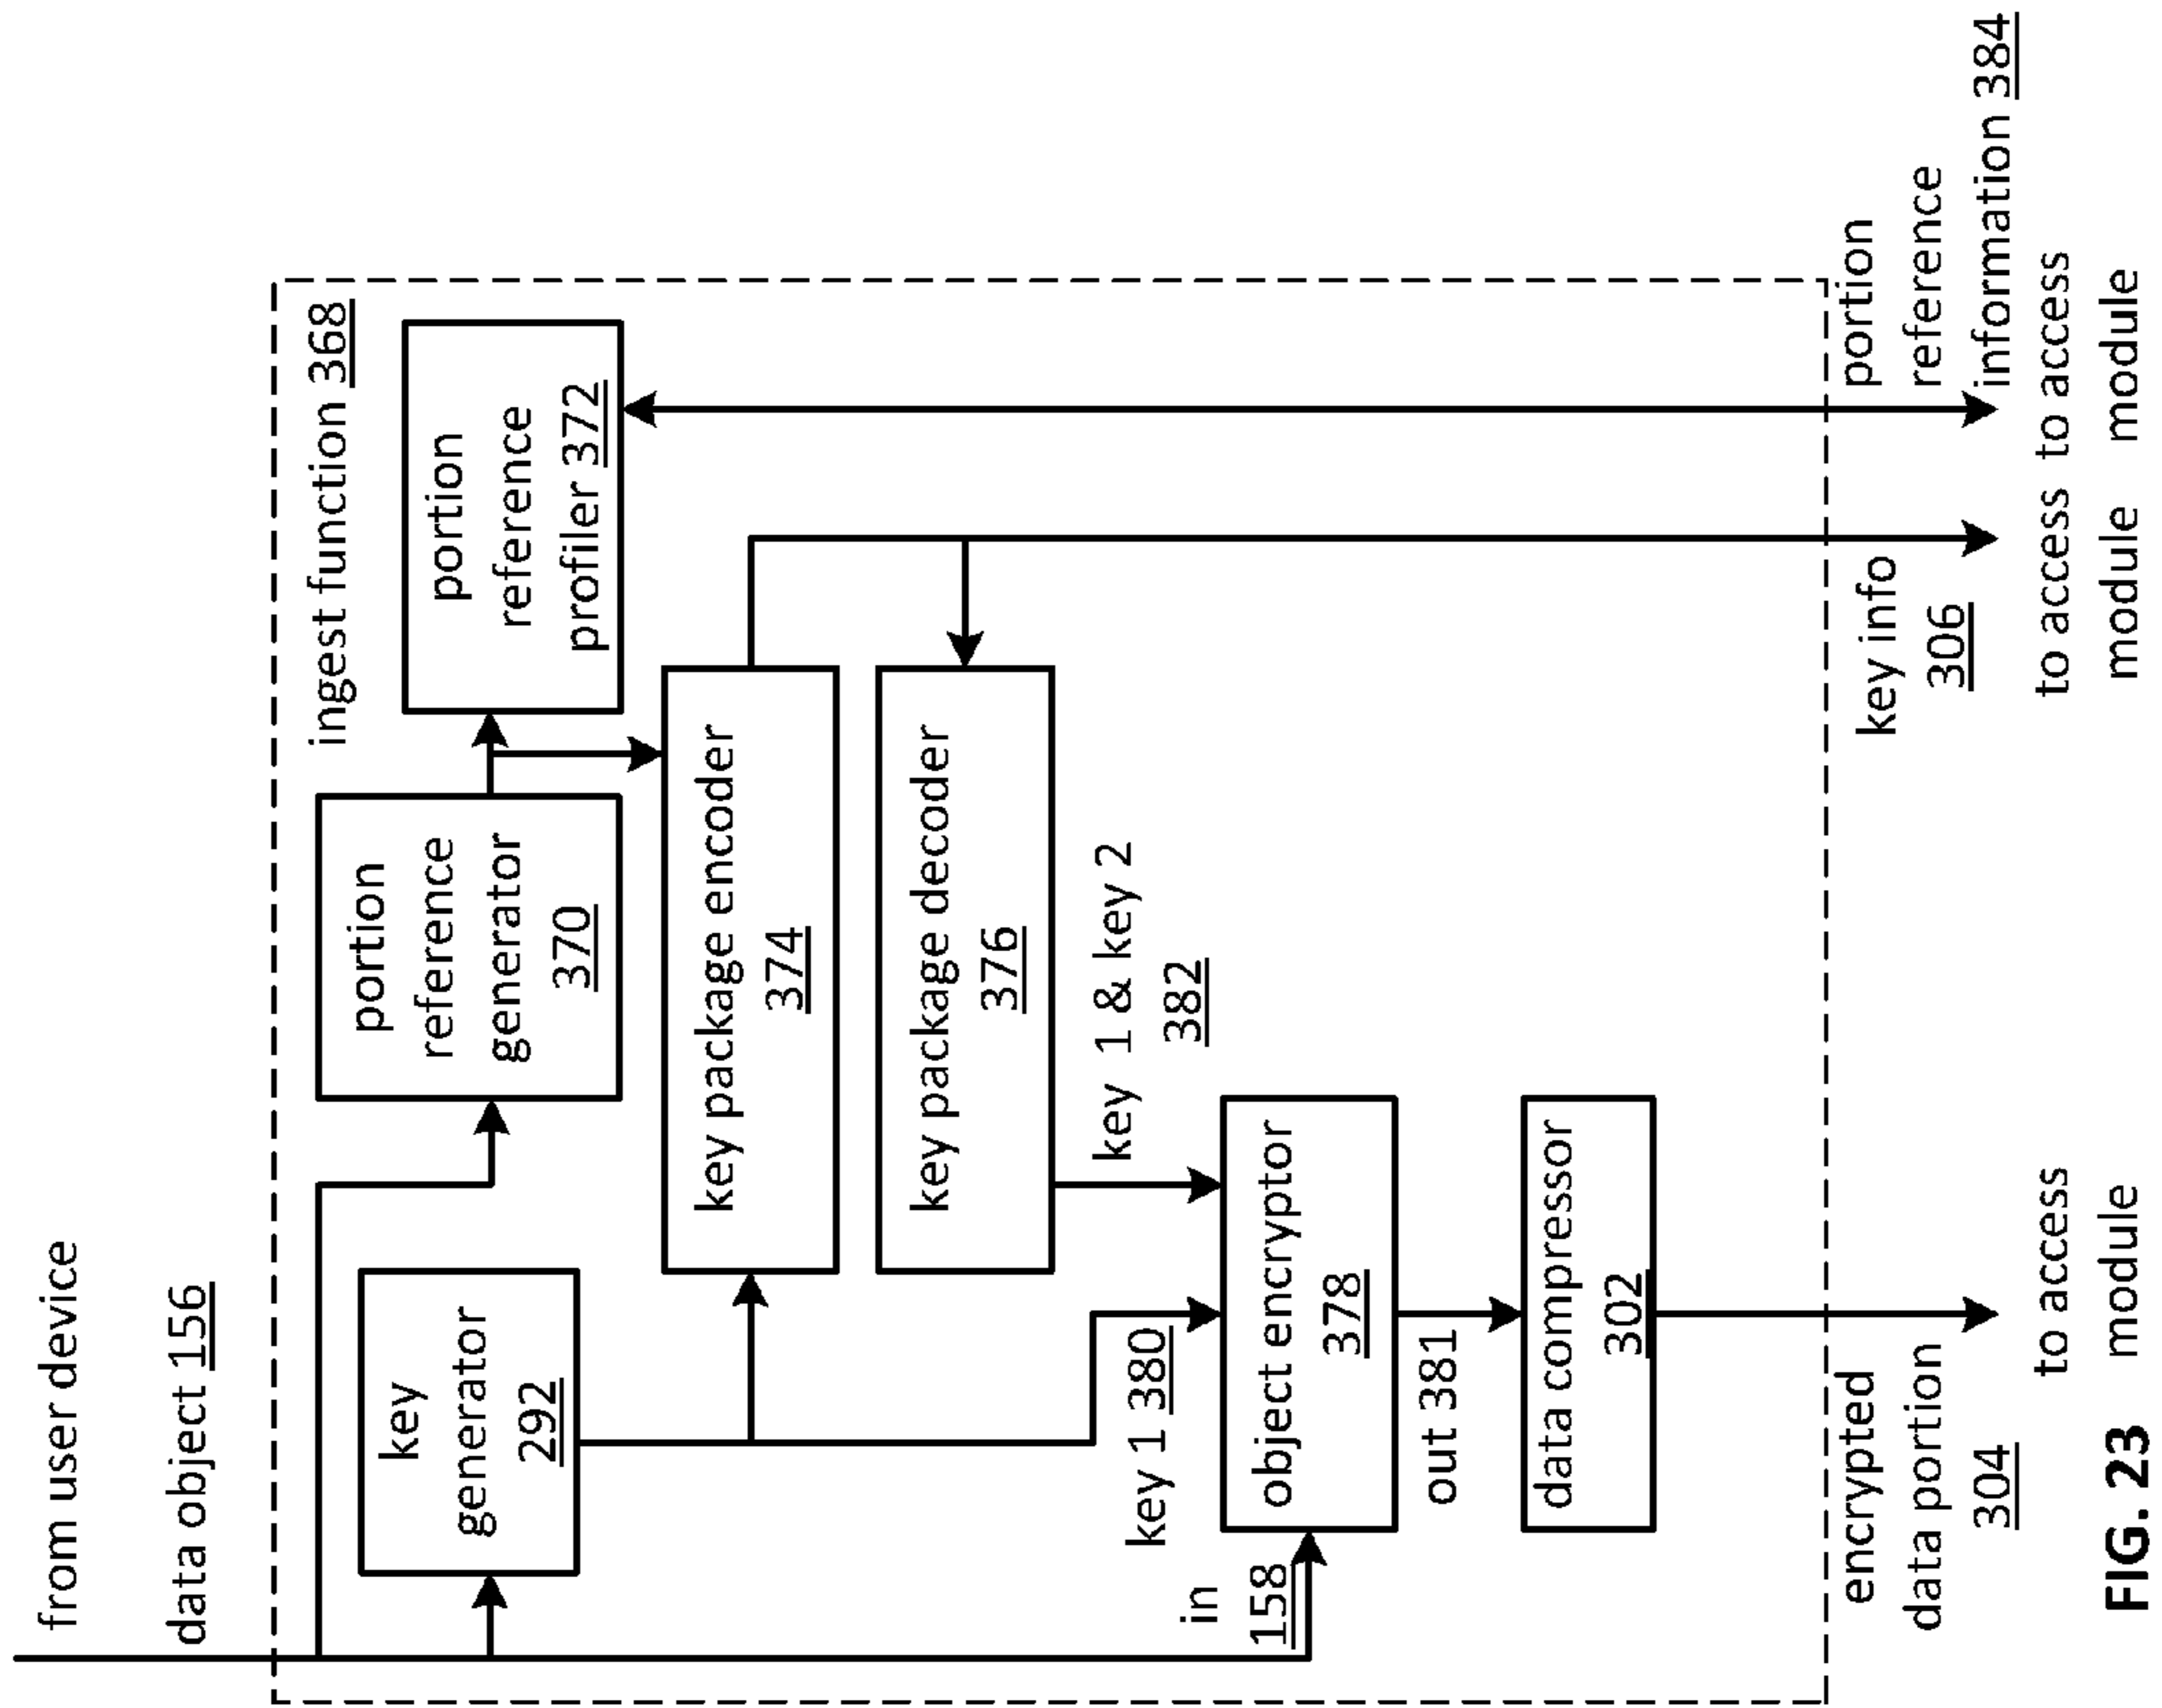 from user device
data object 156
ingest function 368
key
generator
292
portion
reference
generator
370
portion
reference
profiler 372
key package encoder
374
key package decoder
376
key 1 & key 2
382
key 1 380
in
158
object encryptor
378
out 381
data compressor
302
encrypted
data portion
304
to access
module
key info
306
to access
module
portion
reference
information 384
to access
module
FIG. 23